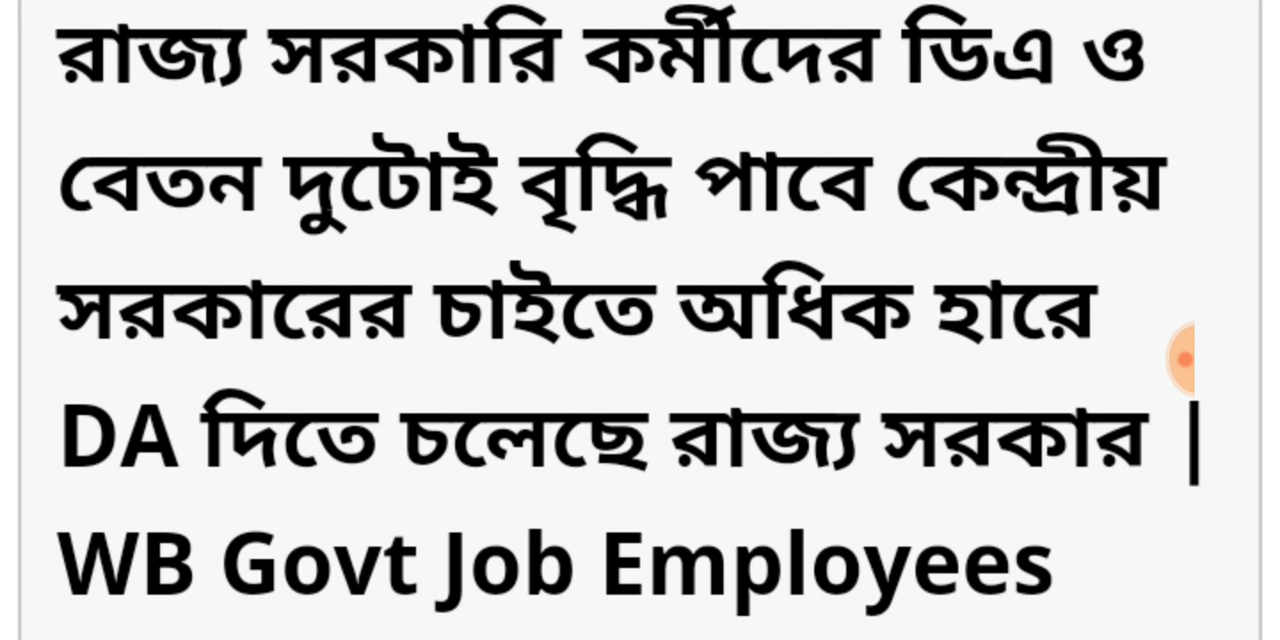 রাজ্য সরকারি কর্মীদের ডিএ ও
বেতন দুটোই বৃদ্ধি পাবে কেন্দ্রীয়
সরকারের চাইতে অধিক হারে
DA দিতে চলেছে রাজ্য সরকার |
WB Govt Job Employees